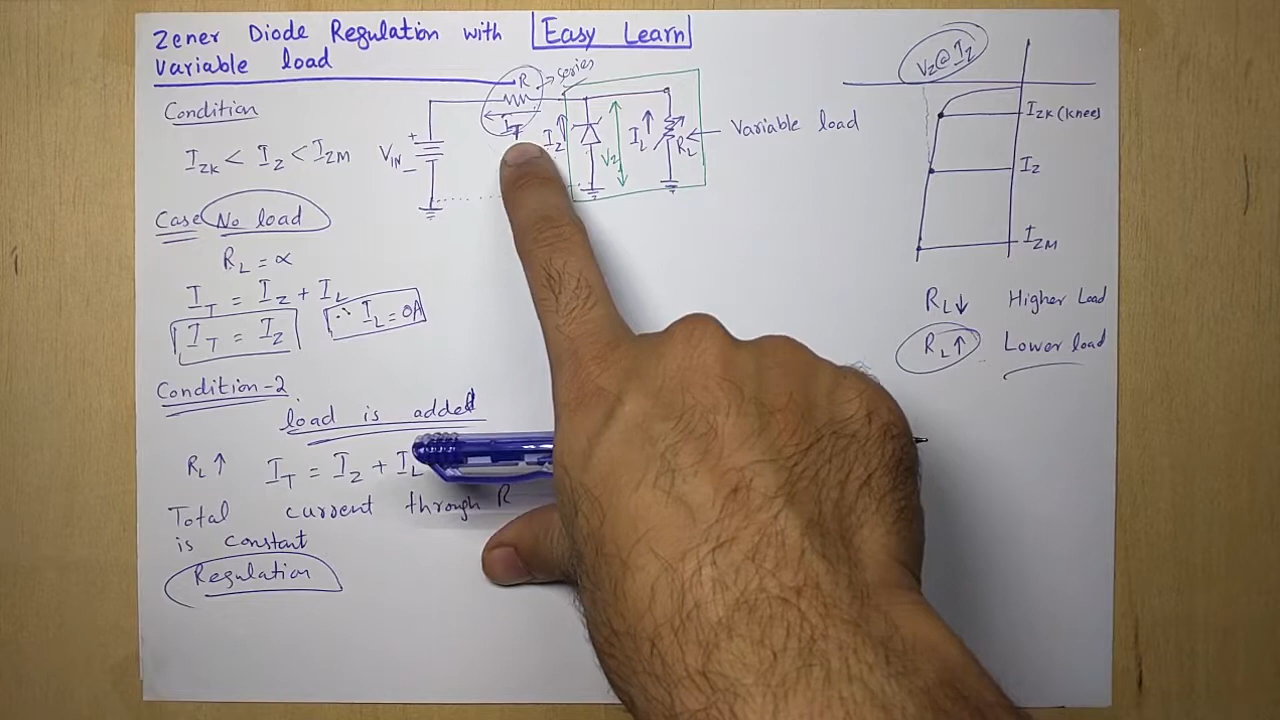 Zener Diode Regulation with Easy Learn
Variable load
Condition
IZK < IZ < IZM
Case No load
RL = ∝
IT = IZ + IL
IT = IZ
∵ IL = 0A
Condition-2
load is added
RL ↑ IT = IZ + IL
Total current through R
is constant
Regulation
R → series
IT
VIN
+
-
IZ ↑
VZ
IL ↑
RL
Variable load
VZ @ IZ
IZK (knee)
IZ
IZM
RL ↓ Higher Load
RL ↑ Lower load